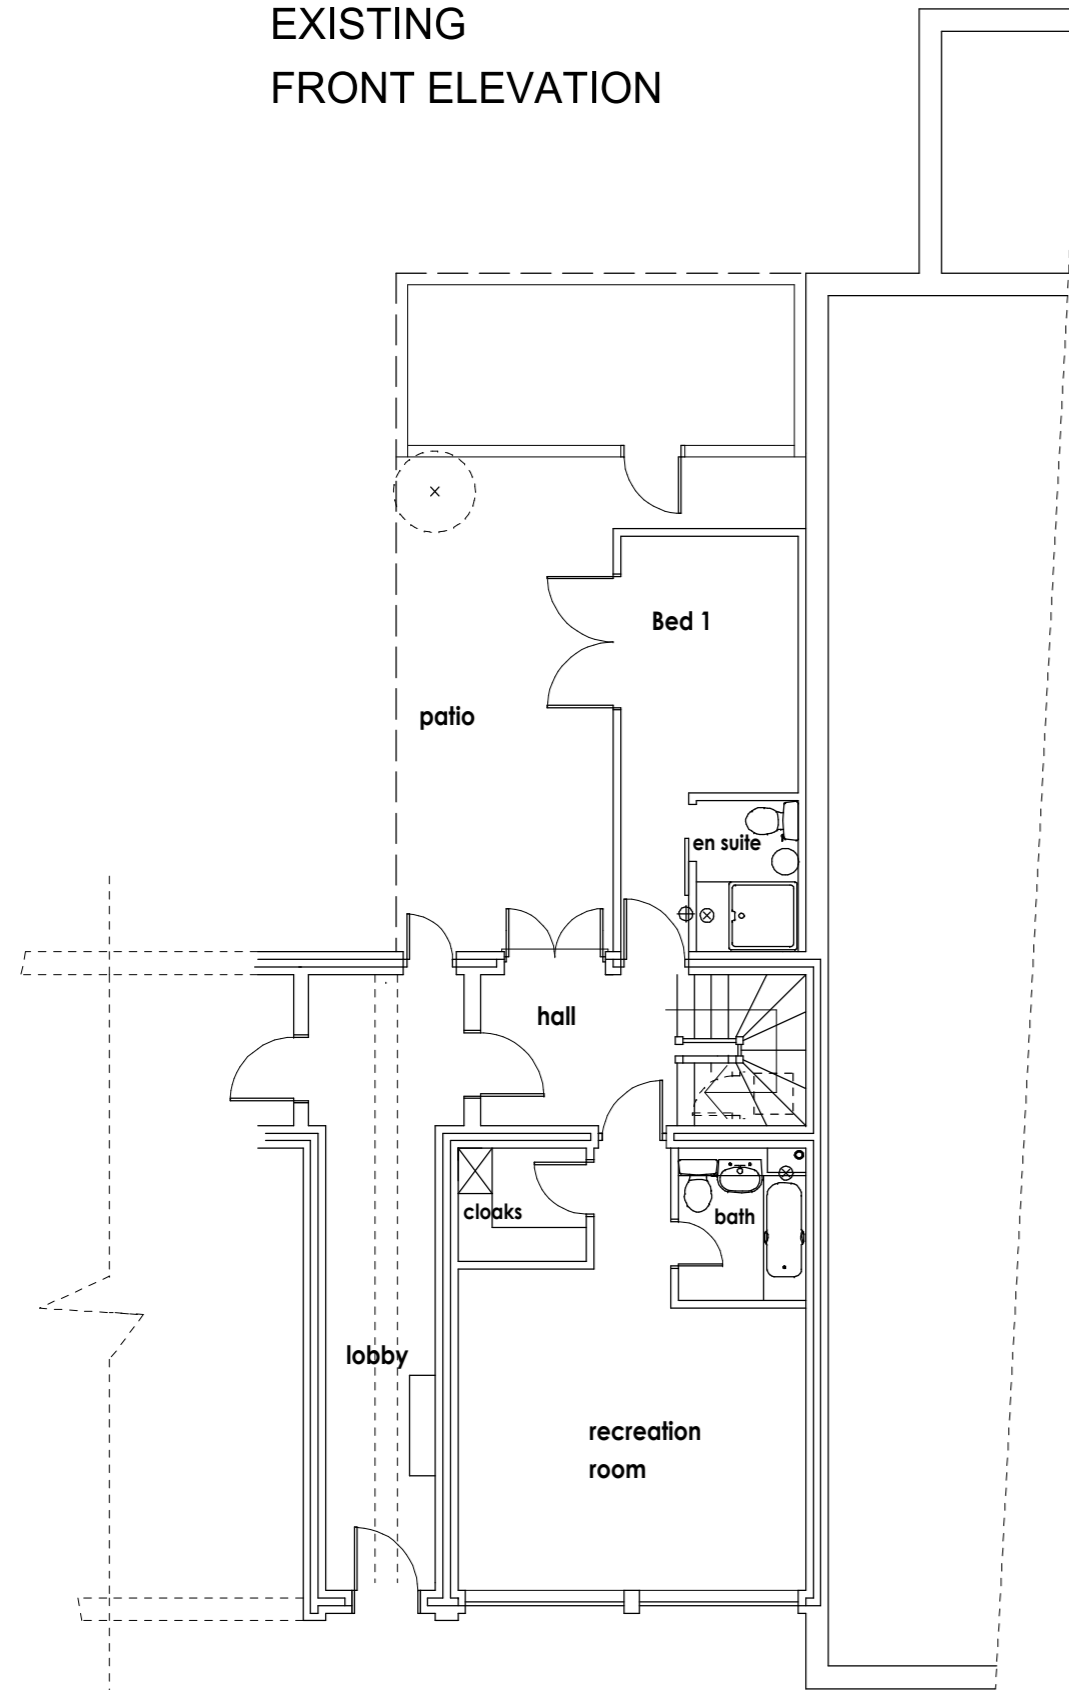 EXISTING
FRONT ELEVATION
Bed 1
patio
en suite
hall
cloaks
bath
lobby
recreation
room